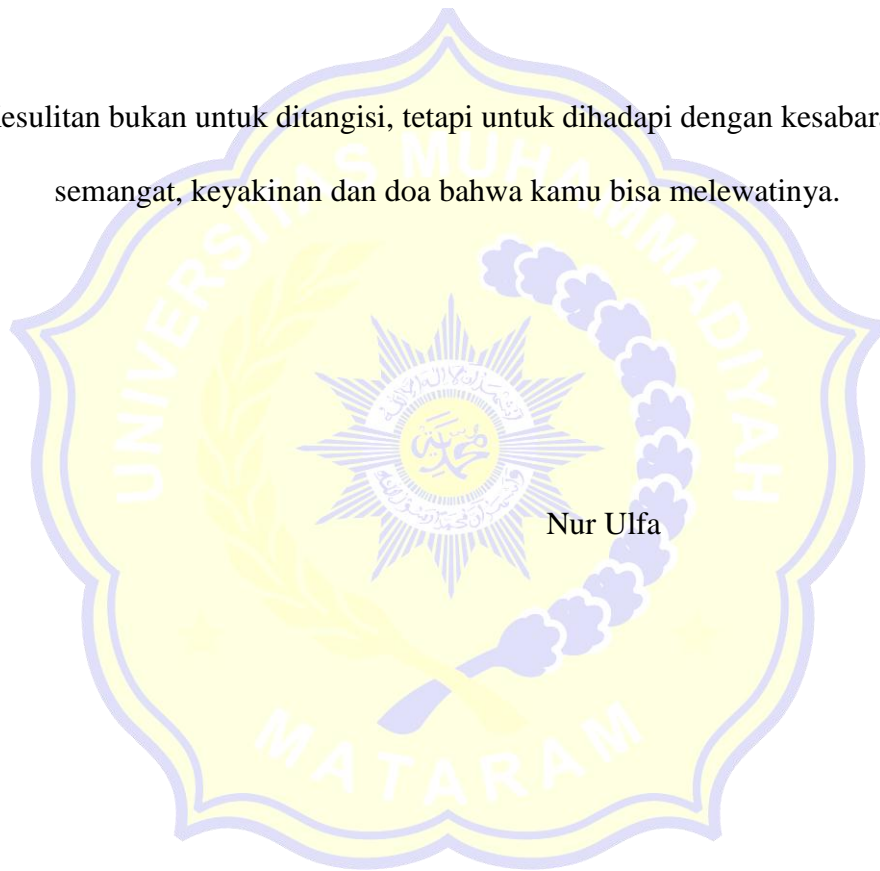 esulitan bukan untuk ditangisi, tetapi untuk dihadapi dengan kesabar
semangat, keyakinan dan doa bahwa kamu bisa melewatinya.
UNIVERSITAS MUHAMMADIYAH
Nur Ulfa
MATARAM